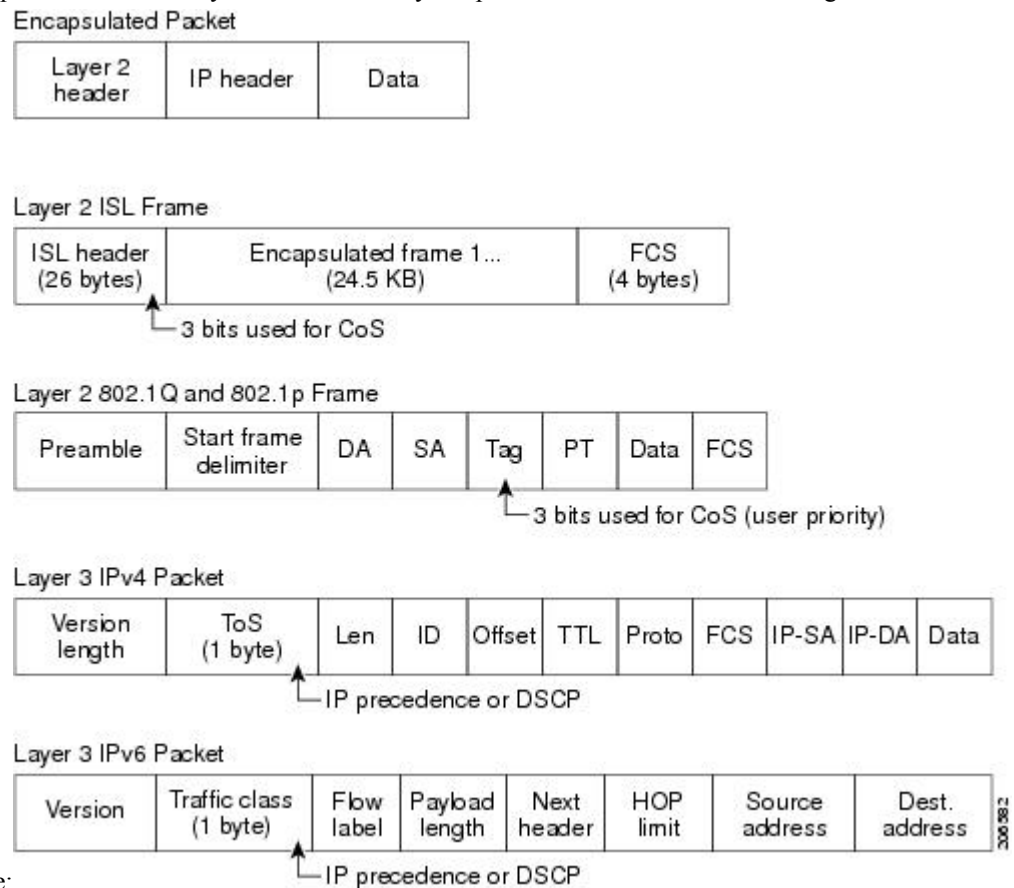 Encapsulated Packet
Layer 2
header
IP header
Data
Layer 2 ISL Frame
ISL header
(26 bytes)
Encapsulated frame 1...
(24.5 KB)
FCS
(4 bytes)
3 bits used for CoS
Layer 2 802.1Q and 802.1p Frame
Preamble
Start frame
delimiter
DA
SA
Tag
PT
Data
FCS
3 bits used for CoS (user priority)
Layer 3 IPv4 Packet
Version
length
ToS
(1 byte)
Len
ID
Offset
TTL
Proto
FCS
IP-SA
IP-DA
Data
IP precedence or DSCP
Layer 3 IPv6 Packet
Version
Traffic class
(1 byte)
Flow
label
Payload
length
Next
header
HOP
limit
Source
address
Dest.
address
IP precedence or DSCP